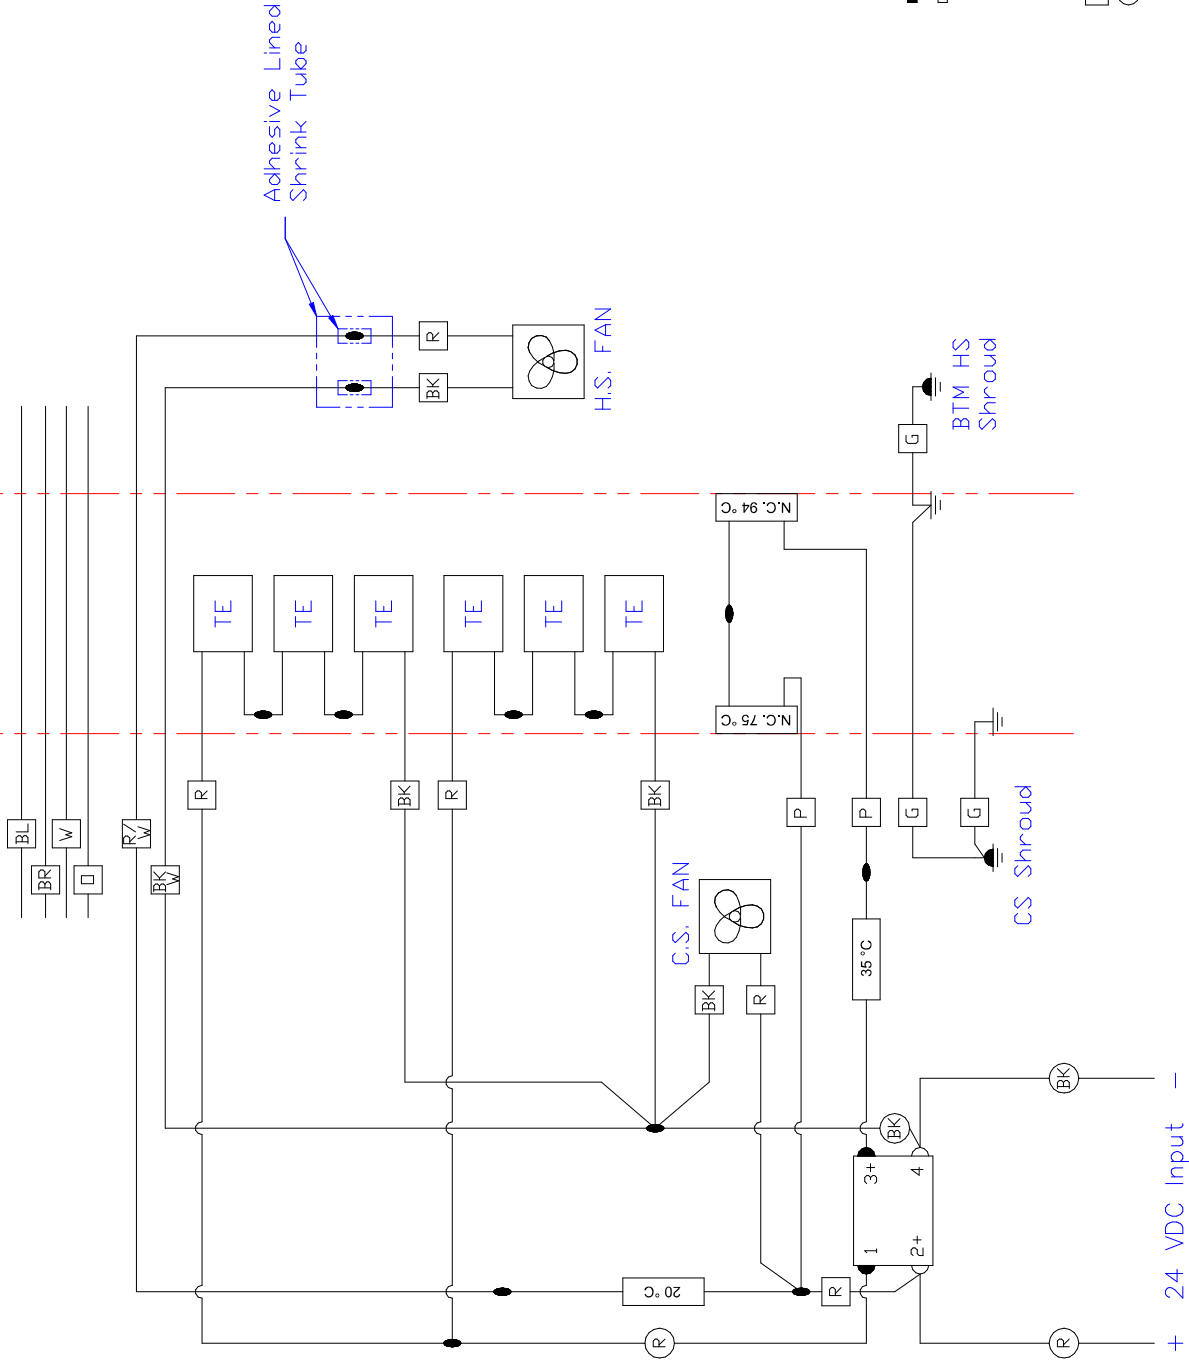 Adhesive Lined
Shrink Tube
BL
BR
W
O
R/
W
BK
W
R
BK
H.S. FAN
BTM HS
Shroud
G
N.C. 94 °C
TE
TE
TE
TE
TE
TE
N.C. 75 °C
R
BK
R
BK
P
P
G
G
CS Shroud
C.S. FAN
BK
R
35 °C
BK
BK
3+
4
1
2+
20 °C
R
R
R
+ 24 VDC Input -